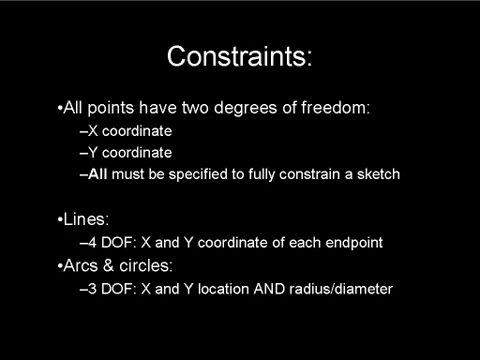 Constraints:
•All points have two degrees of freedom:
–X coordinate
–Y coordinate
–All must be specified to fully constrain a sketch
•Lines:
–4 DOF: X and Y coordinate of each endpoint
•Arcs & circles:
–3 DOF: X and Y location AND radius/diameter